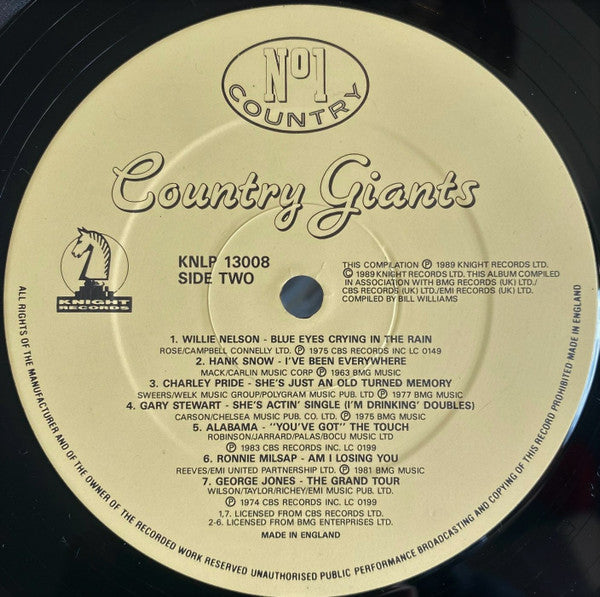 Nº1
COUNTRY
Country Giants
KNIGHT
RECORDS
KNLP 13008
SIDE TWO
THIS COMPILATION ℗ 1989 KNIGHT RECORDS LTD.
© 1989 KNIGHT RECORDS LTD. THIS ALBUM COMPILED
IN ASSOCIATION WITH BMG RECORDS (UK) LTD./
CBS RECORDS (UK) LTD./EMI RECORDS (UK) LTD.
COMPILED BY BILL WILLIAMS
1. WILLIE NELSON - BLUE EYES CRYING IN THE RAIN
ROSE/CAMPBELL CONNELLY LTD. ℗ 1975 CBS RECORDS INC LC 0149
2. HANK SNOW - I'VE BEEN EVERYWHERE
MACK/CARLIN MUSIC CORP ℗ 1963 BMG MUSIC
3. CHARLEY PRIDE - SHE'S JUST AN OLD TURNED MEMORY
SWEERS/WELK MUSIC GROUP/POLYGRAM MUSIC PUB LTD ℗ 1977 BMG MUSIC
4. GARY STEWART - SHE'S ACTIN' SINGLE (I'M DRINKING' DOUBLES)
CARSON/CHELSEA MUSIC PUB. CO. LTD. ℗ 1975 BMG MUSIC
5. ALABAMA - "YOU'VE GOT" THE TOUCH
ROBINSON/JARRARD/PALAS/BOCU MUSIC LTD
℗ 1983 CBS RECORDS INC. LC 0199
6. RONNIE MILSAP - AM I LOSING YOU
REEVES/EMI UNITED PARTNERSHIP LTD. ℗ 1981 BMG MUSIC
7. GEORGE JONES - THE GRAND TOUR
WILSON/TAYLOR/RICHEY/EMI MUSIC PUB. LTD.
℗ 1974 CBS RECORDS INC. LC 0199
1,7. LICENSED FROM CBS RECORDS LTD.
2-6. LICENSED FROM BMG ENTERPRISES LTD.
MADE IN ENGLAND
ALL RIGHTS OF THE MANUFACTURER AND OF THE OWNER OF THE RECORDED WORK RESERVED UNAUTHORISED PUBLIC PERFORMANCE BROADCASTING AND COPYING OF THIS RECORD PROHIBITED MADE IN ENGLAND